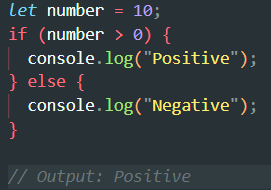 let number = 10;
if (number > 0) {
  console.log("Positive");
} else {
  console.log("Negative");
}

// Output: Positive